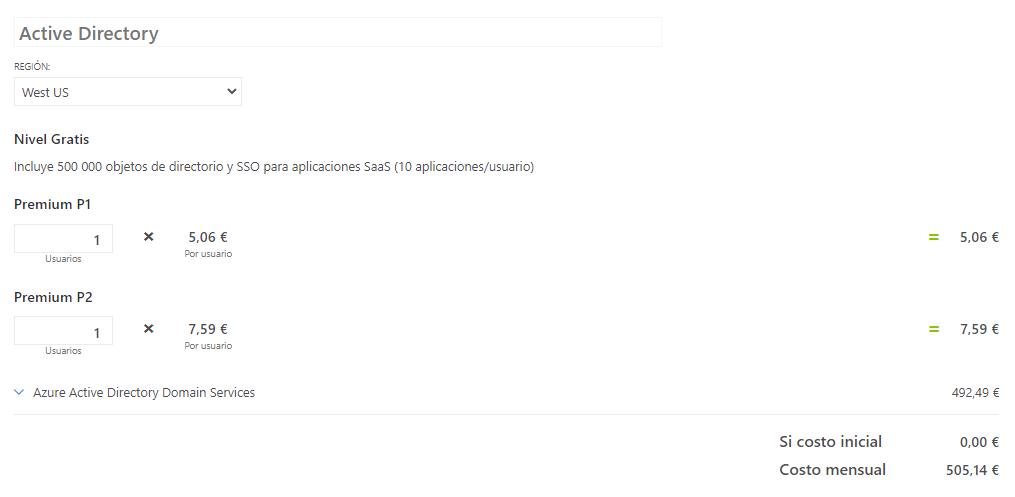 Active Directory
REGIÓN:
West US
Nivel Gratis
Incluye 500 000 objetos de directorio y SSO para aplicaciones SaaS (10 aplicaciones/usuario)
Premium P1
1 × 5,06 € = 5,06 €
Usuarios Por usuario
Premium P2
1 × 7,59 € = 7,59 €
Usuarios Por usuario
Azure Active Directory Domain Services 492,49 €
Si costo inicial 0,00 €
Costo mensual 505,14 €